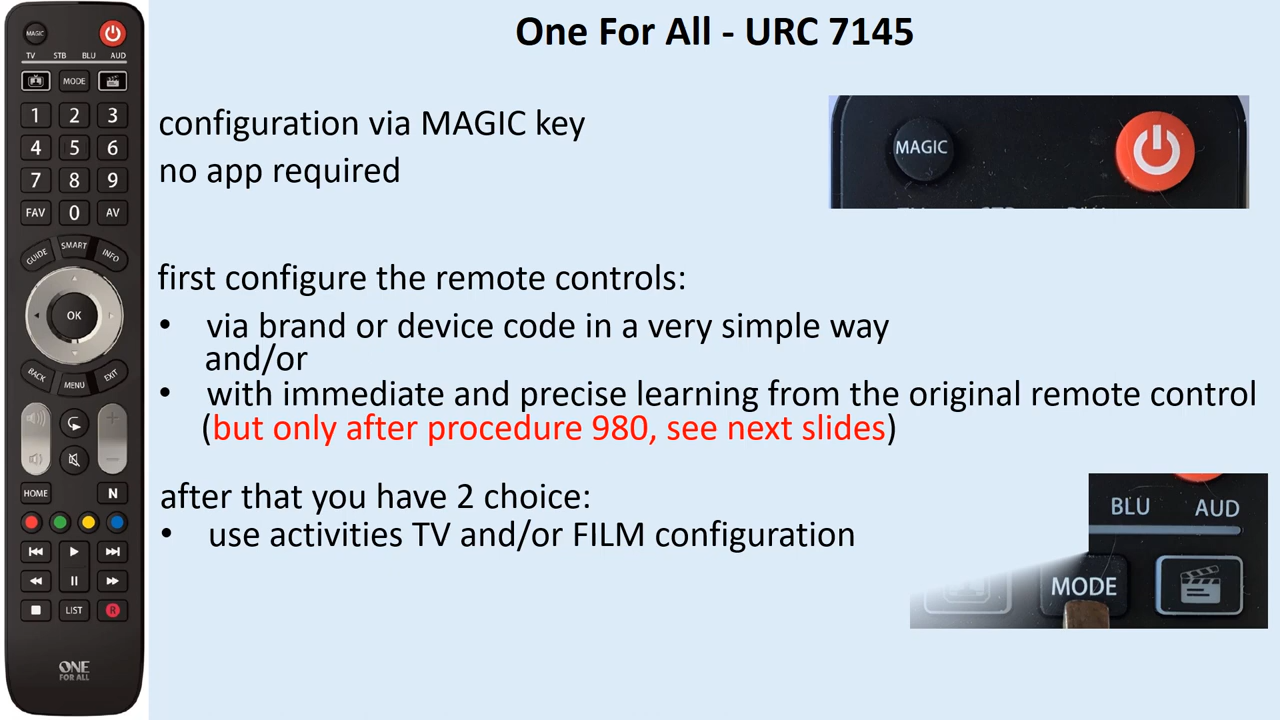 One For All - URC 7145
MAGIC
TV STB BLU AUD
MODE
1 2 3
4 5 6
7 8 9
FAV 0 AV
GUIDE SMART INFO
OK
BACK MENU EXIT
HOME N
LIST R
ONE
FOR ALL
configuration via MAGIC key
no app required
MAGIC
first configure the remote controls:
• via brand or device code in a very simple way
and/or
• with immediate and precise learning from the original remote control
(but only after procedure 980, see next slides)
after that you have 2 choice:
• use activities TV and/or FILM configuration
BLU AUD
MODE